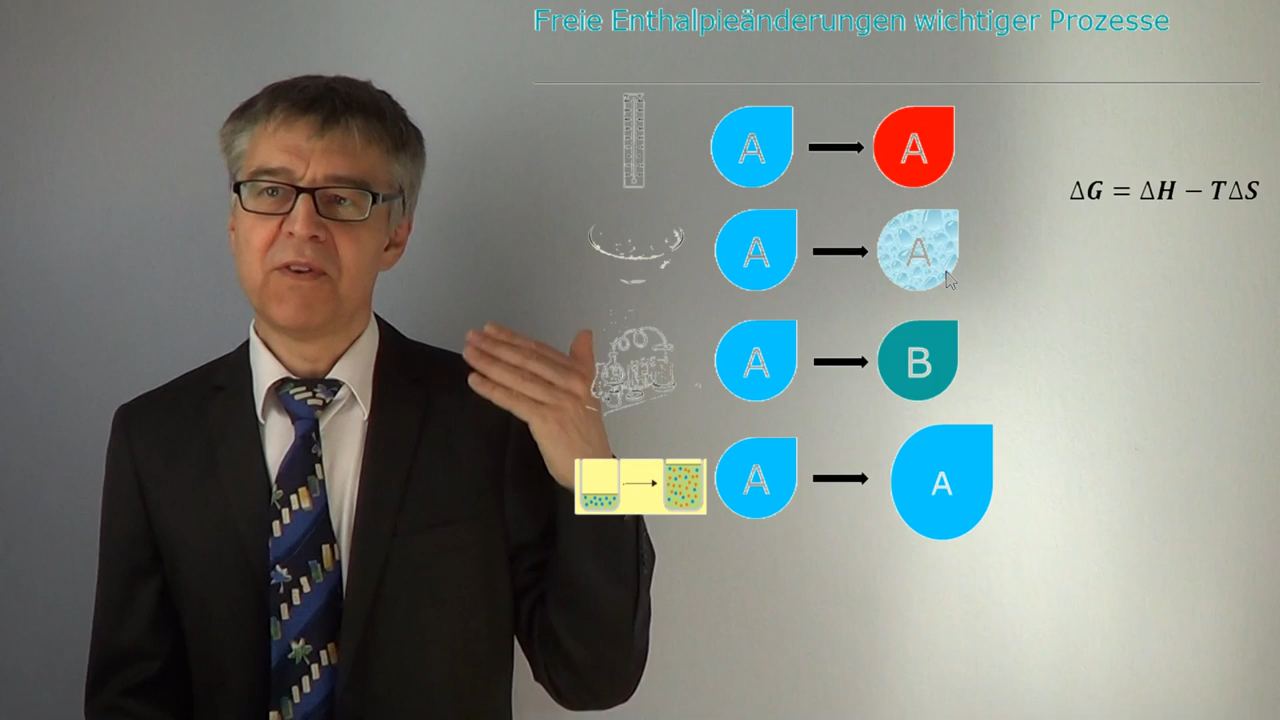 Freie Enthalpieänderungen wichtiger Prozesse
A A
ΔG = ΔH − TΔS
A A
A B
A A